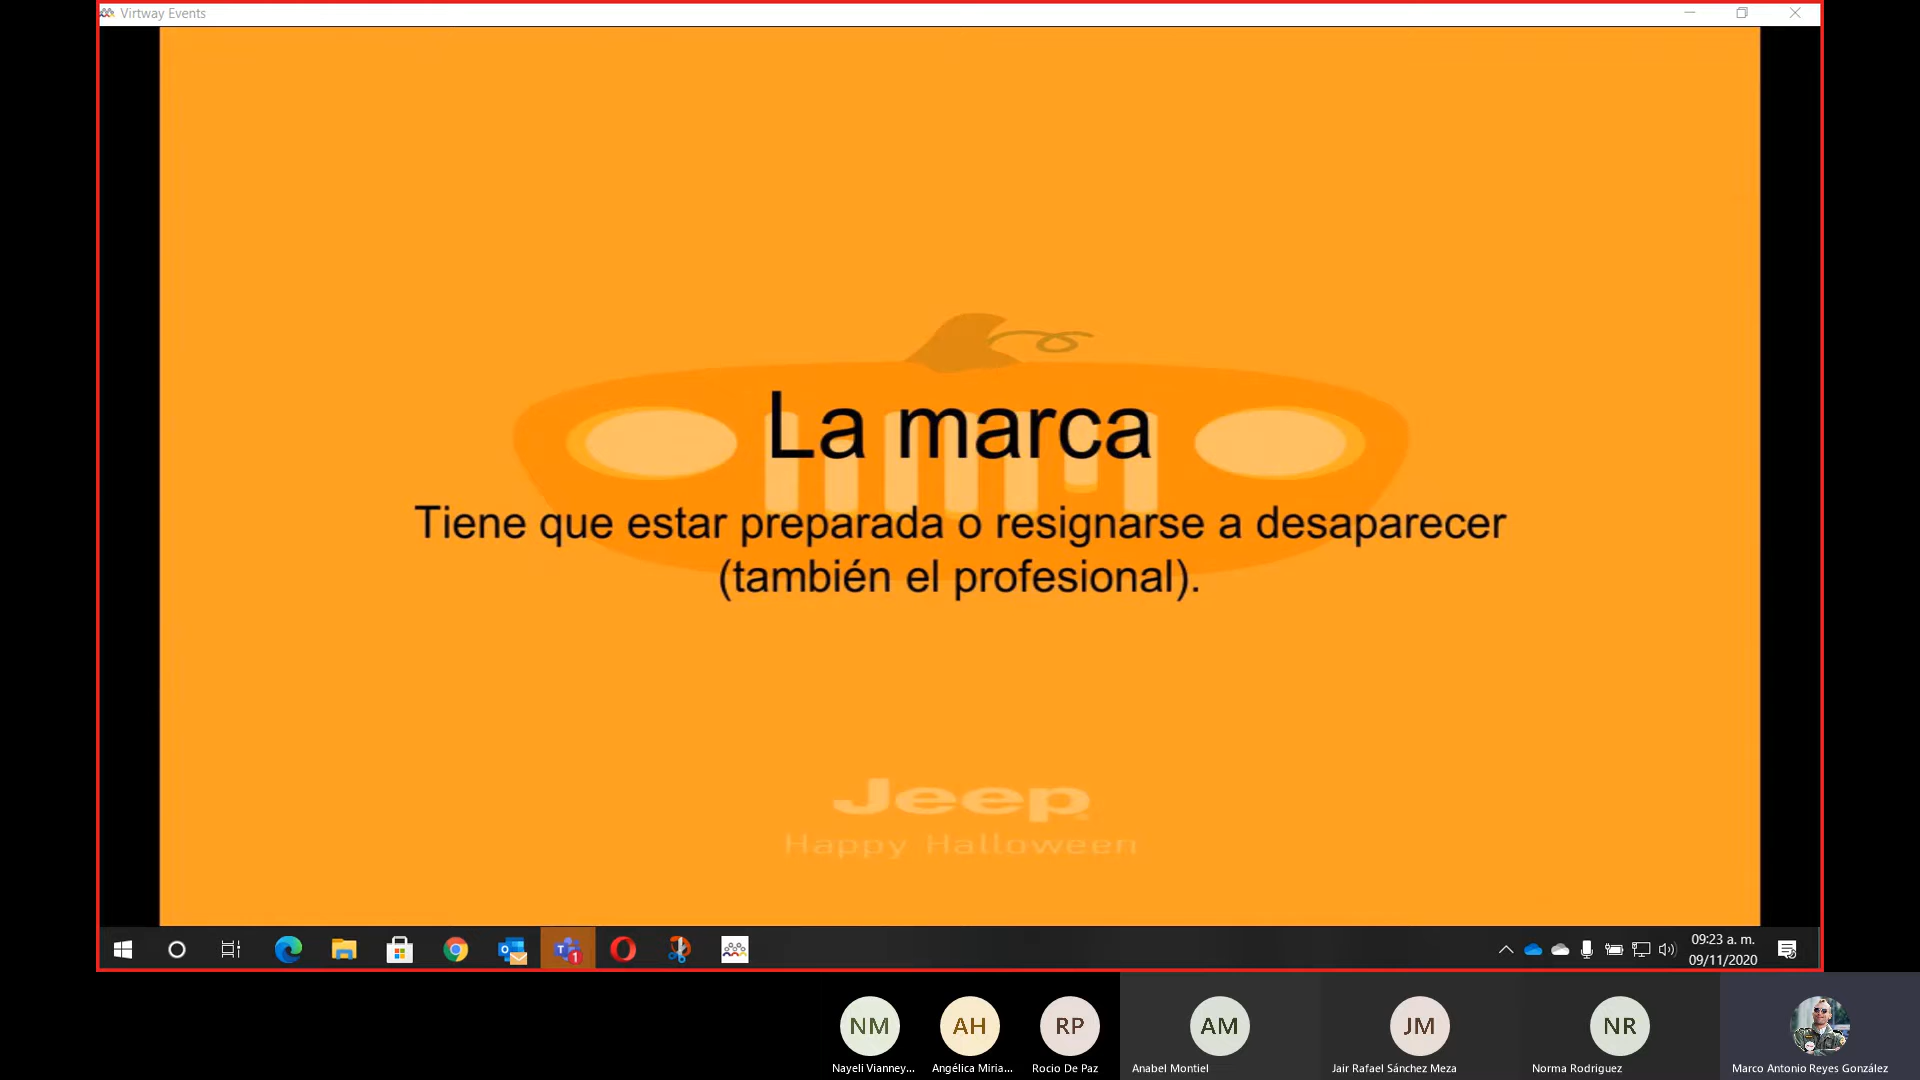 Virtway Events
La marca
Tiene que estar preparada o resignarse a desaparecer
(también el profesional).
Jeep
Happy Halloween
1
09:23 a. m.
09/11/2020
NM
AH
RP
AM
JM
NR
Nayeli Vianney...
Angélica Miria...
Rocio De Paz
Anabel Montiel
Jair Rafael Sánchez Meza
Norma Rodriguez
Marco Antonio Reyes González